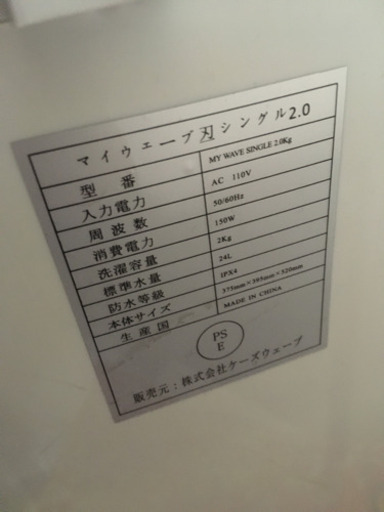 マイウェーブ刃シングル2.0
型番 MY WAVE SINGLE 2.0Kg
入力電力 AC 110V
周波数 50/60Hz
消費電力 150W
洗濯容量 2Kg
標準水量 24L
防水等級 IPX4
本体サイズ 375mm×395mm×520mm
生産国 MADE IN CHINA
PS
E
販売元：株式会社ケーズウェーブ